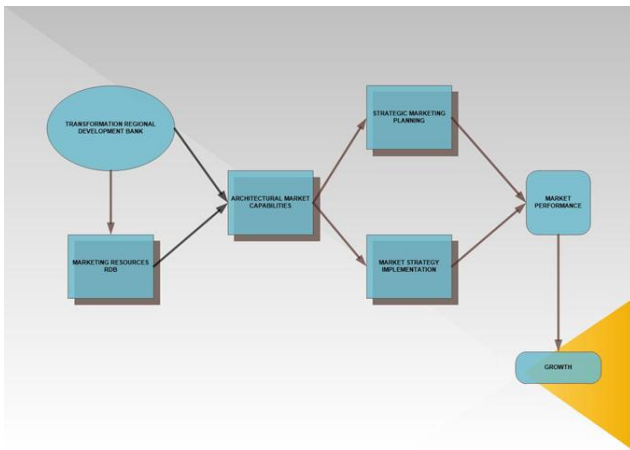 TRANSFORMATION REGIONAL
DEVELOPMENT BANK
STRATEGIC MARKETING
PLANNING
ARCHITECTURAL MARKET
CAPABILITIES
MARKET
PERFORMANCE
MARKETING RESOURCES
RDB
MARKET STRATEGY
IMPLEMENTATION
GROWTH